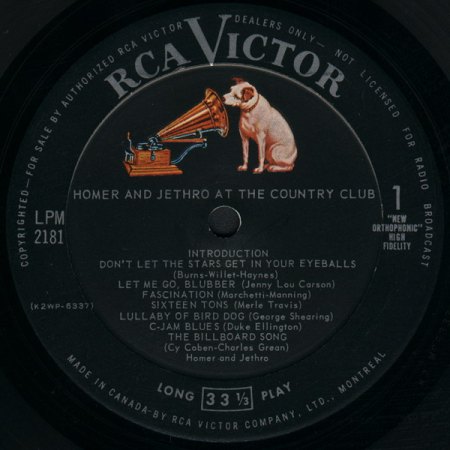 COPYRIGHTED—FOR SALE BY AUTHORIZED RCA VICTOR DEALERS ONLY— NOT LICENSED FOR RADIO BROADCAST
RCA VICTOR
HOMER AND JETHRO AT THE COUNTRY CLUB
LPM
2181
1
"NEW
ORTHOPHONIC"
HIGH
FIDELITY
INTRODUCTION
DON'T LET THE STARS GET IN YOUR EYEBALLS
(Burns-Willet-Haynes)
LET ME GO, BLUBBER (Jenny Lou Carson)
FASCINATION (Marchetti-Manning)
(K2WP-6337)
SIXTEEN TONS (Merle Travis)
LULLABY OF BIRD DOG (George Shearing)
C-JAM BLUES (Duke Ellington)
THE BILLBOARD SONG
(Cy Coben-Charles Grean)
Homer and Jethro
LONG 33 1/3 PLAY
MADE IN CANADA-BY RCA VICTOR COMPANY, LTD., MONTREAL